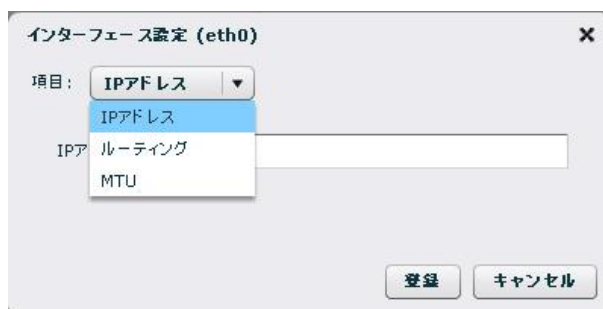 インターフェース設定 (eth0)
項目: IPアドレス
IPアドレス
ルーティング
IPア
MTU
登録 キャンセル